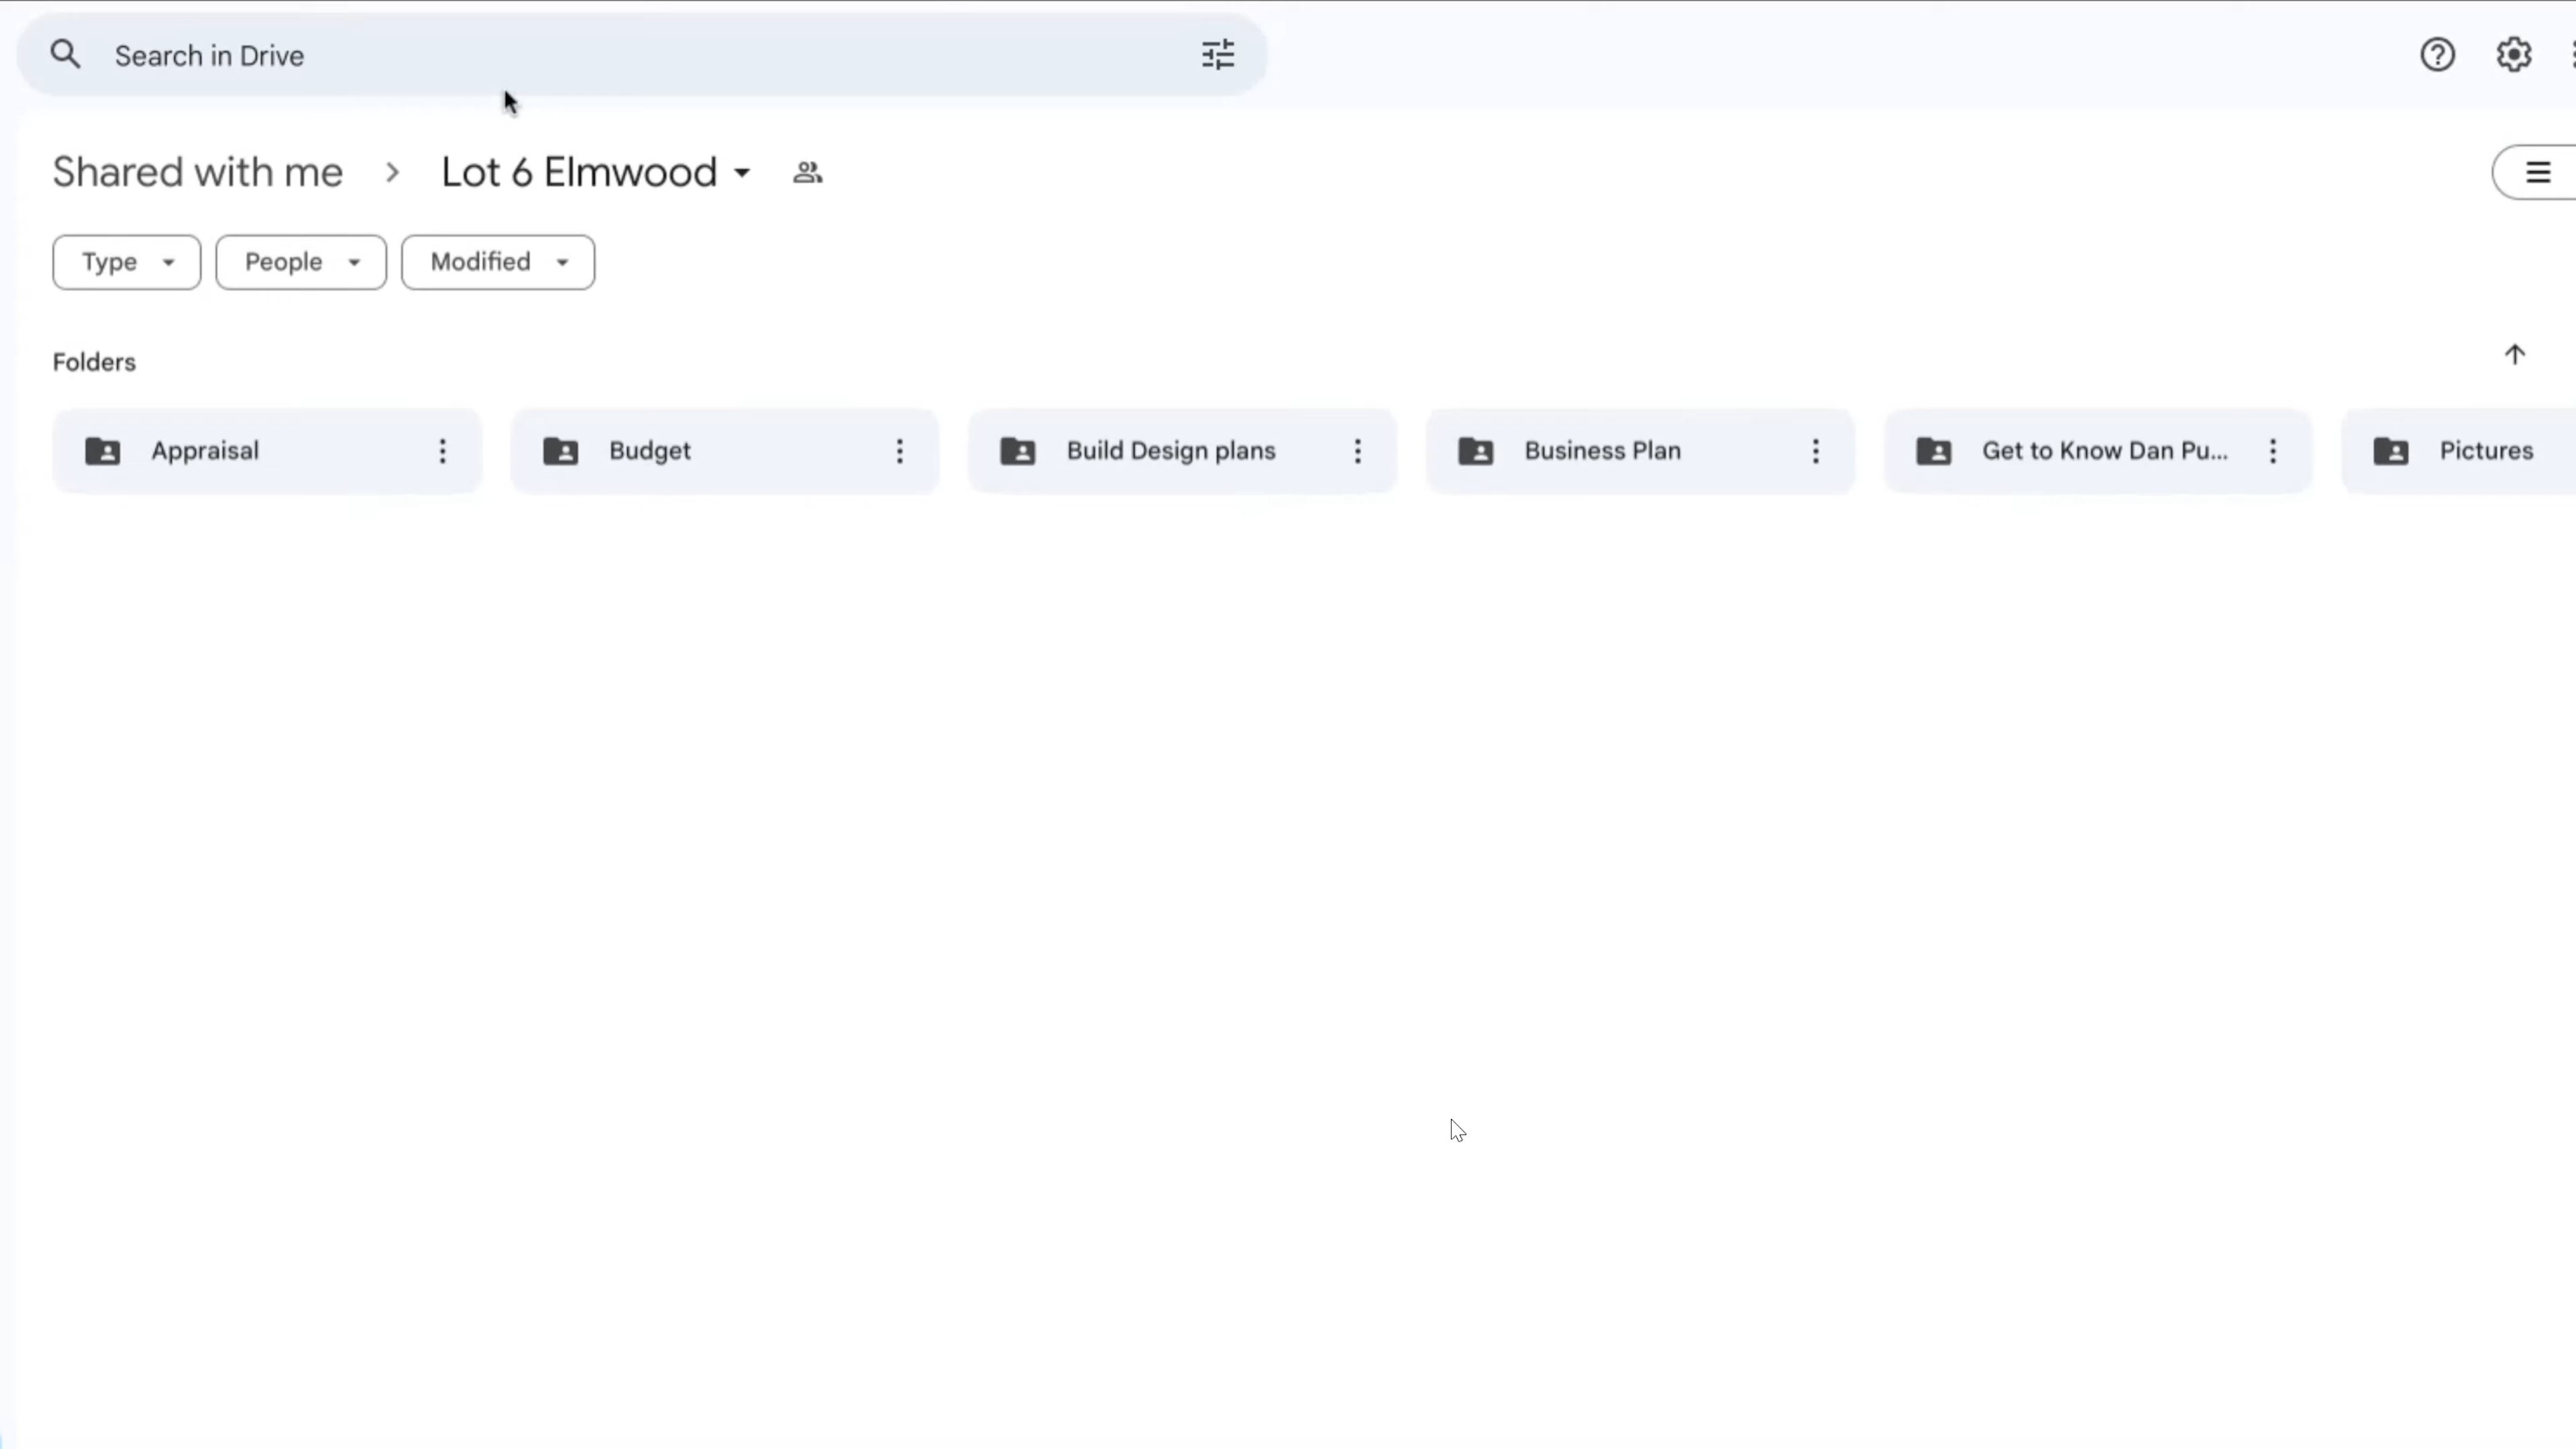 Search in Drive
Shared with me > Lot 6 Elmwood
Type People Modified
Folders
Appraisal Budget Build Design plans Business Plan Get to Know Dan Pu... Pictures